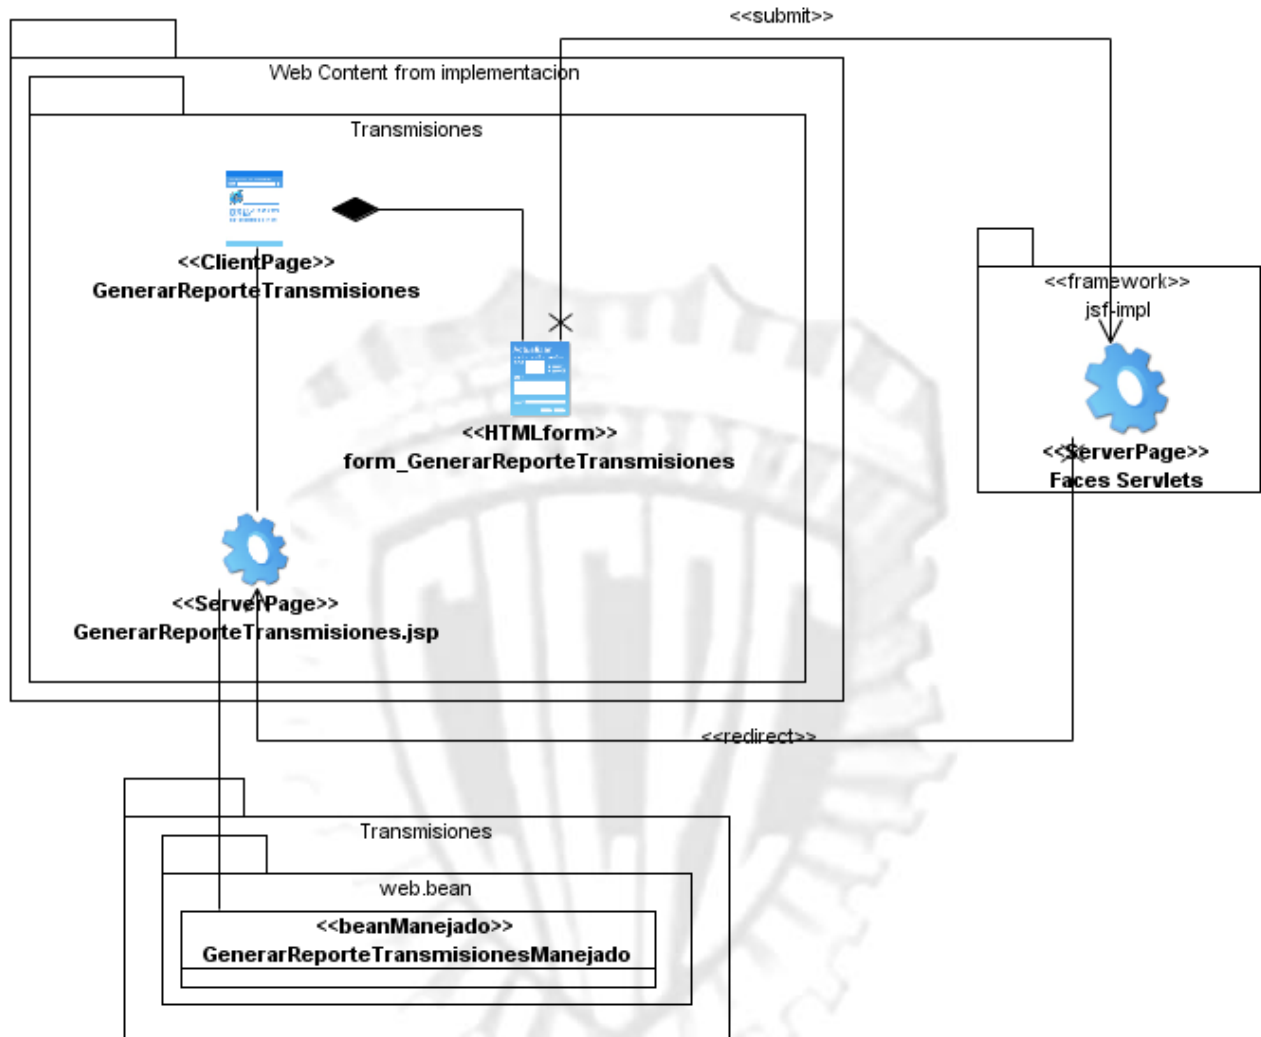 <<submit>>
Web Content from implementacion
Transmisiones
<<ClientPage>>
GenerarReporteTransmisiones
<<framework>>
jsf-impl
<<HTMLform>>
form_GenerarReporteTransmisiones
<<ServerPage>>
Faces Servlets
<<ServerPage>>
GenerarReporteTransmisiones.jsp
<<redirect>>
Transmisiones
web.bean
<<beanManejado>>
GenerarReporteTransmisionesManejado